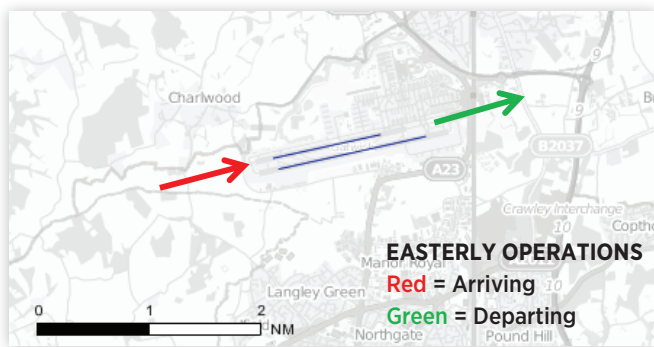 Charlwood
9
9
B2037
A23
Crawley Interchange
10
Manor Royal
EASTERLY OPERATIONS
Red = Arriving
10
Green = Departing
Langley Green
Northgate
Pound Hill
0 1 2
NM